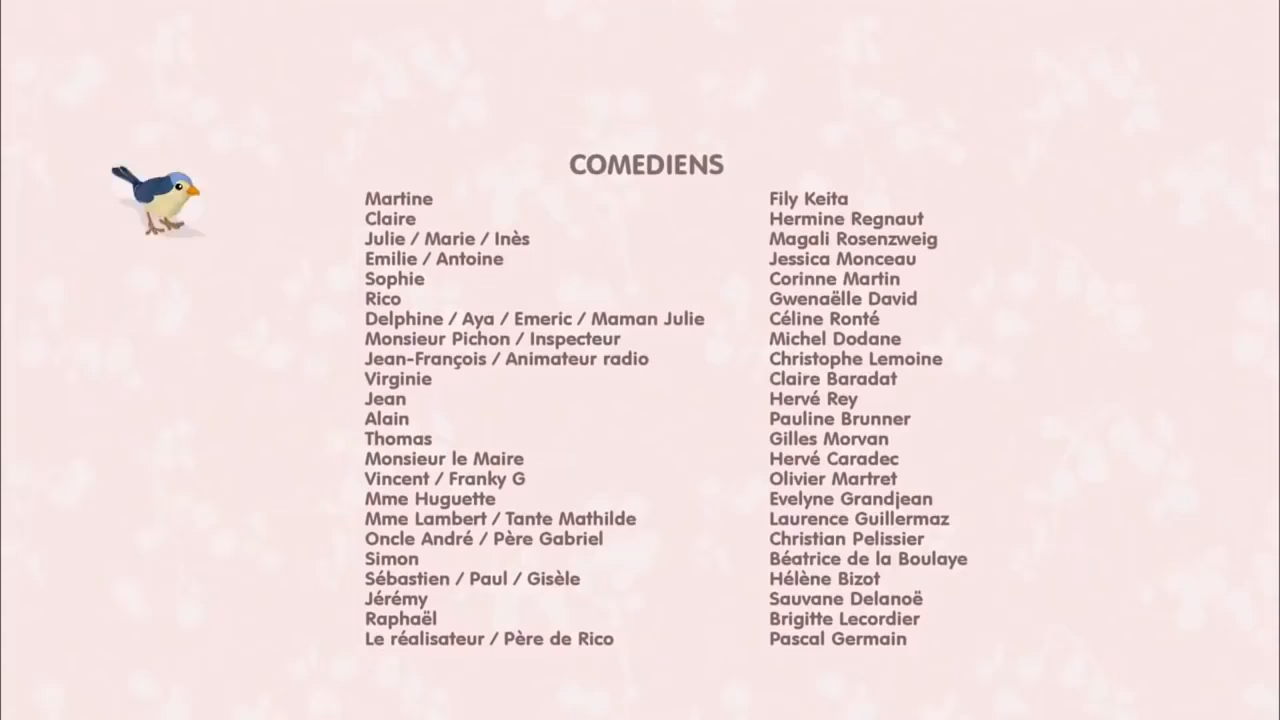 COMEDIENS
Martine Fily Keita
Claire Hermine Regnaut
Julie / Marie / Inès Magali Rosenzweig
Emilie / Antoine Jessica Monceau
Sophie Corinne Martin
Rico Gwenaëlle David
Delphine / Aya / Emeric / Maman Julie Céline Ronté
Monsieur Pichon / Inspecteur Michel Dodane
Jean-François / Animateur radio Christophe Lemoine
Virginie Claire Baradat
Jean Hervé Rey
Alain Pauline Brunner
Thomas Gilles Morvan
Monsieur le Maire Hervé Caradec
Vincent / Franky G Olivier Martret
Mme Huguette Evelyne Grandjean
Mme Lambert / Tante Mathilde Laurence Guillermaz
Oncle André / Père Gabriel Christian Pelissier
Simon Béatrice de la Boulaye
Sébastien / Paul / Gisèle Hélène Bizot
Jérémy Sauvane Delanoë
Raphaël Brigitte Lecordier
Le réalisateur / Père de Rico Pascal Germain